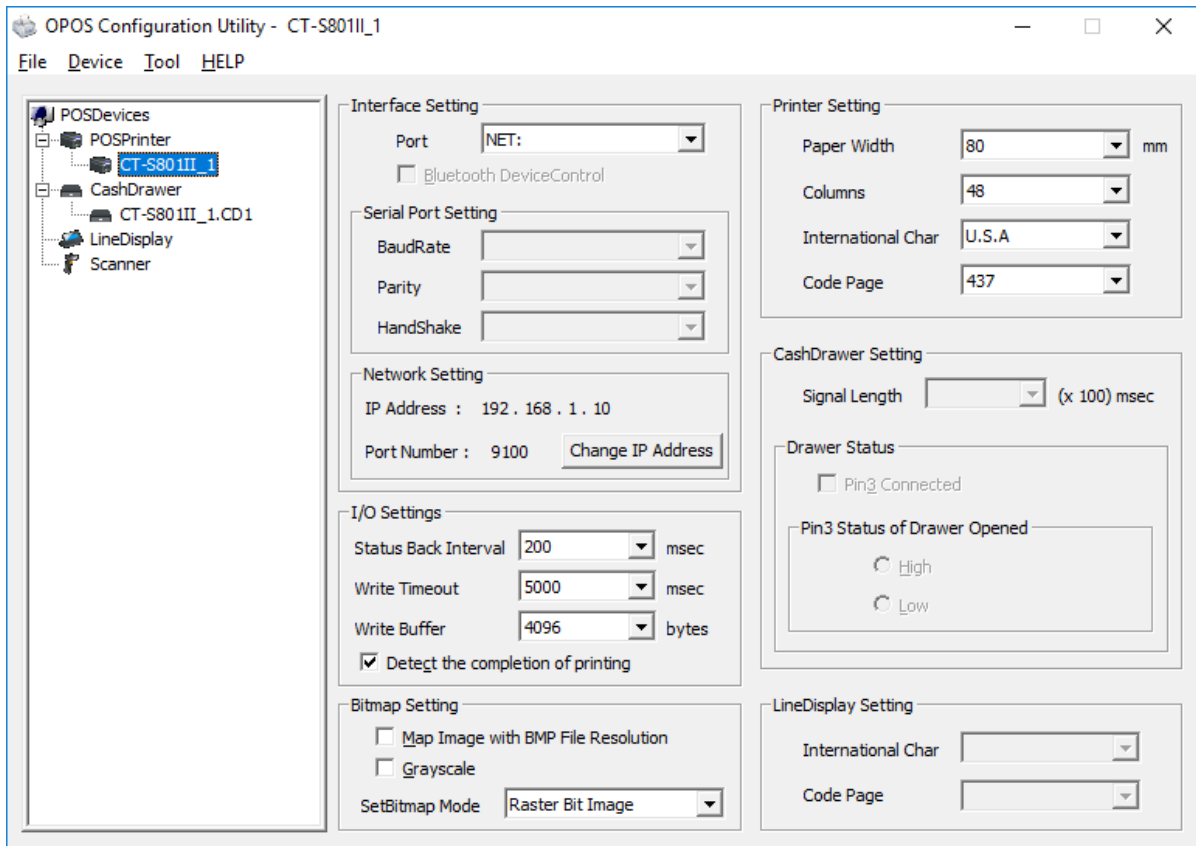 OPOS Configuration Utility - CT-S801II_1
File Device Tool HELP
POSDevices
POSPrinter
CT-S801II_1
CashDrawer
CT-S801II_1.CD1
LineDisplay
Scanner
Interface Setting
Port NET:
Bluetooth DeviceControl
Serial Port Setting
BaudRate
Parity
HandShake
Network Setting
IP Address : 192 . 168 . 1 . 10
Port Number : 9100 Change IP Address
I/O Settings
Status Back Interval 200 msec
Write Timeout 5000 msec
Write Buffer 4096 bytes
Detect the completion of printing
Bitmap Setting
Map Image with BMP File Resolution
Grayscale
SetBitmap Mode Raster Bit Image
Printer Setting
Paper Width 80 mm
Columns 48
International Char U.S.A
Code Page 437
CashDrawer Setting
Signal Length (x 100) msec
Drawer Status
Pin3 Connected
Pin3 Status of Drawer Opened
High
Low
LineDisplay Setting
International Char
Code Page